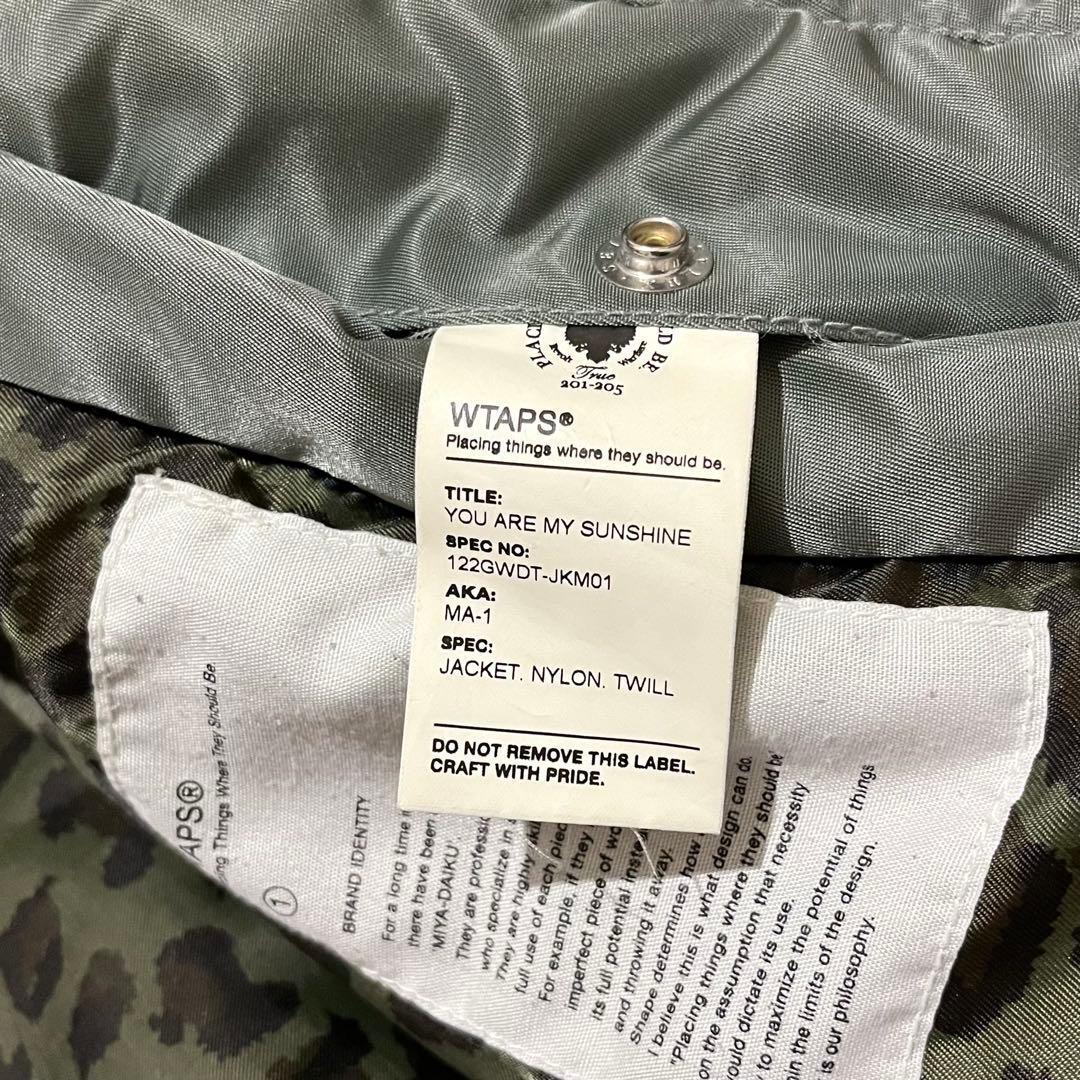 True
201-205
WTAPS®
Placing things where they should be.
TITLE:
YOU ARE MY SUNSHINE
SPEC NO:
122GWDT-JKM01
AKA:
MA-1
SPEC:
JACKET. NYLON. TWILL
DO NOT REMOVE THIS LABEL.
CRAFT WITH PRIDE.
APS®
Things Where They Should Be
1
BRAND IDENTITY
For a long time
there have been
'MIYA-DAIKU'.
They are
who specialize in
They are highly
full use of each
For example, if they
imperfect piece of
its full potential
and throwing it away.
Shape determines how
I believe this is what design can do.
"Placing things where they should be"
on the assumption that necessity
dictate its use.
to maximize the potential of things
the limits of the design.
is our philosophy.